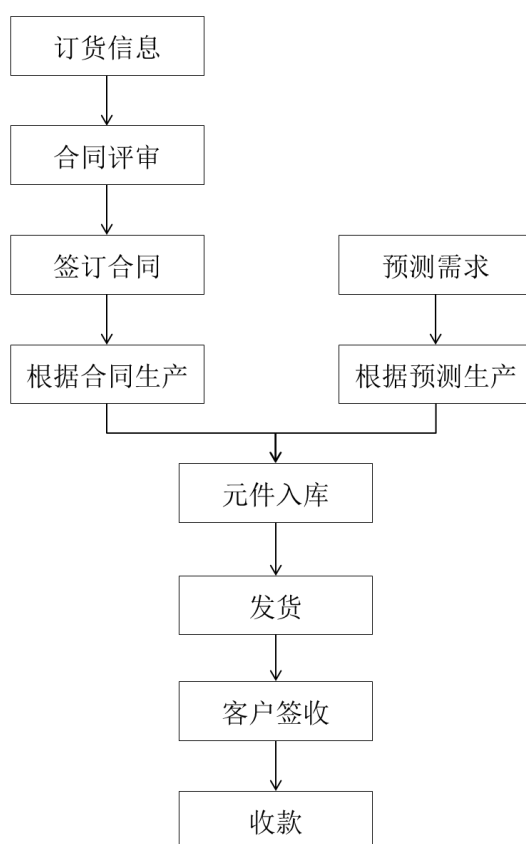 订货信息
合同评审
签订合同
预测需求
根据合同生产
根据预测生产
元件入库
发货
客户签收
收款